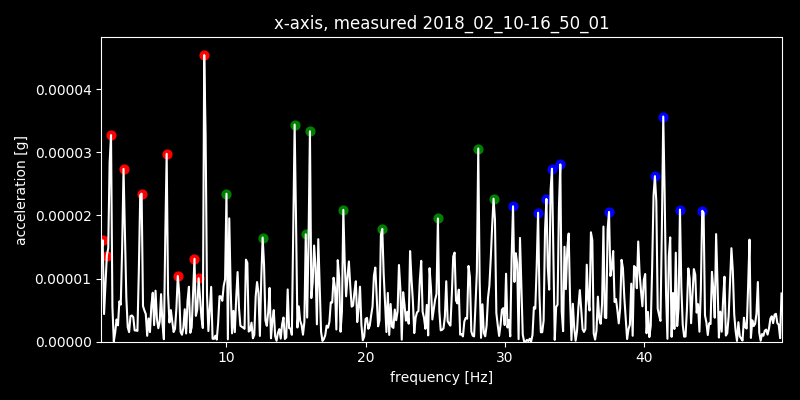 x-axis, measured 2018_02_10-16_50_01
acceleration [g]
0.00004
0.00003
0.00002
0.00001
0.00000
10 20 30 40
frequency [Hz]